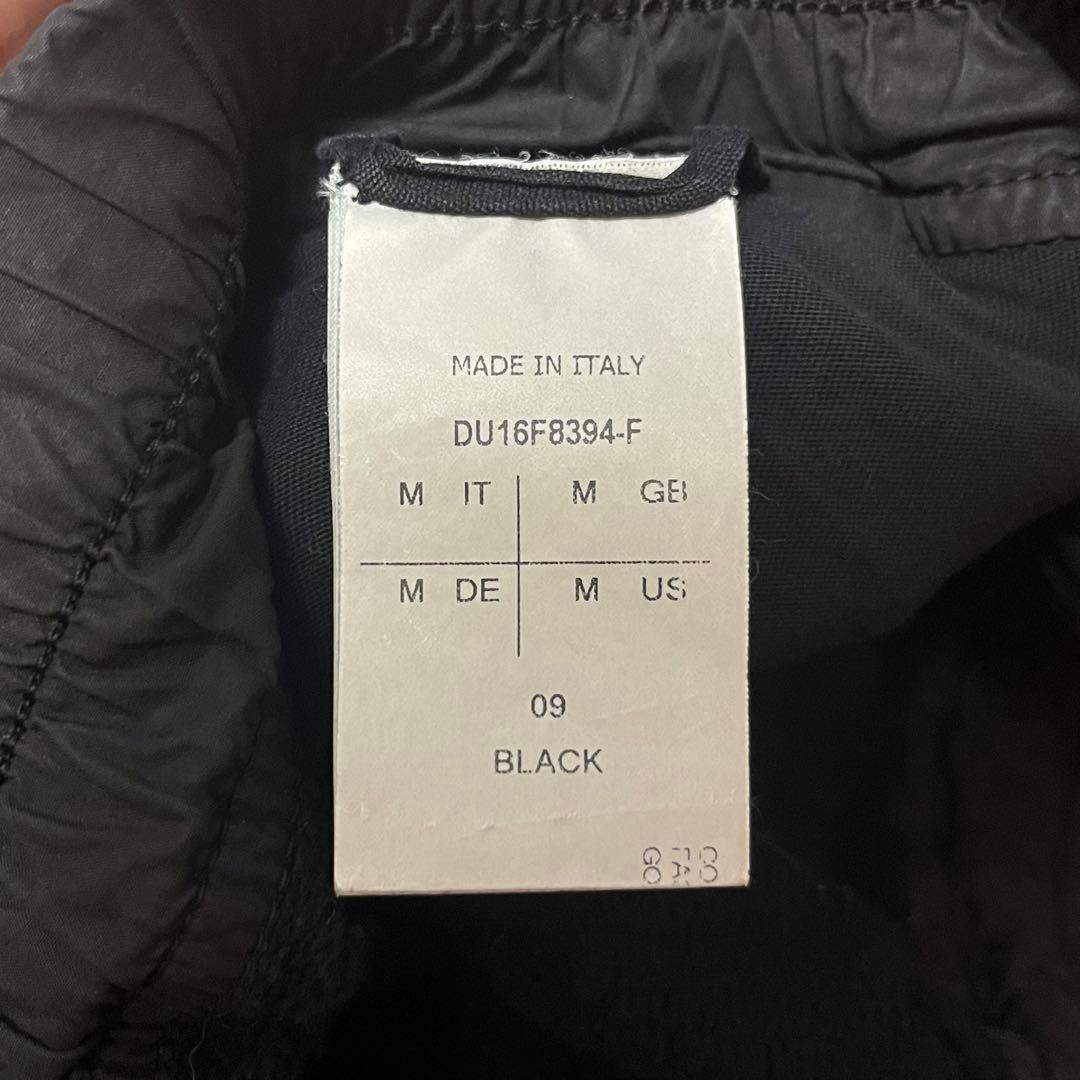 MADE IN ITALY
DU16F8394-F
M IT M GB
M DE M US
09
BLACK